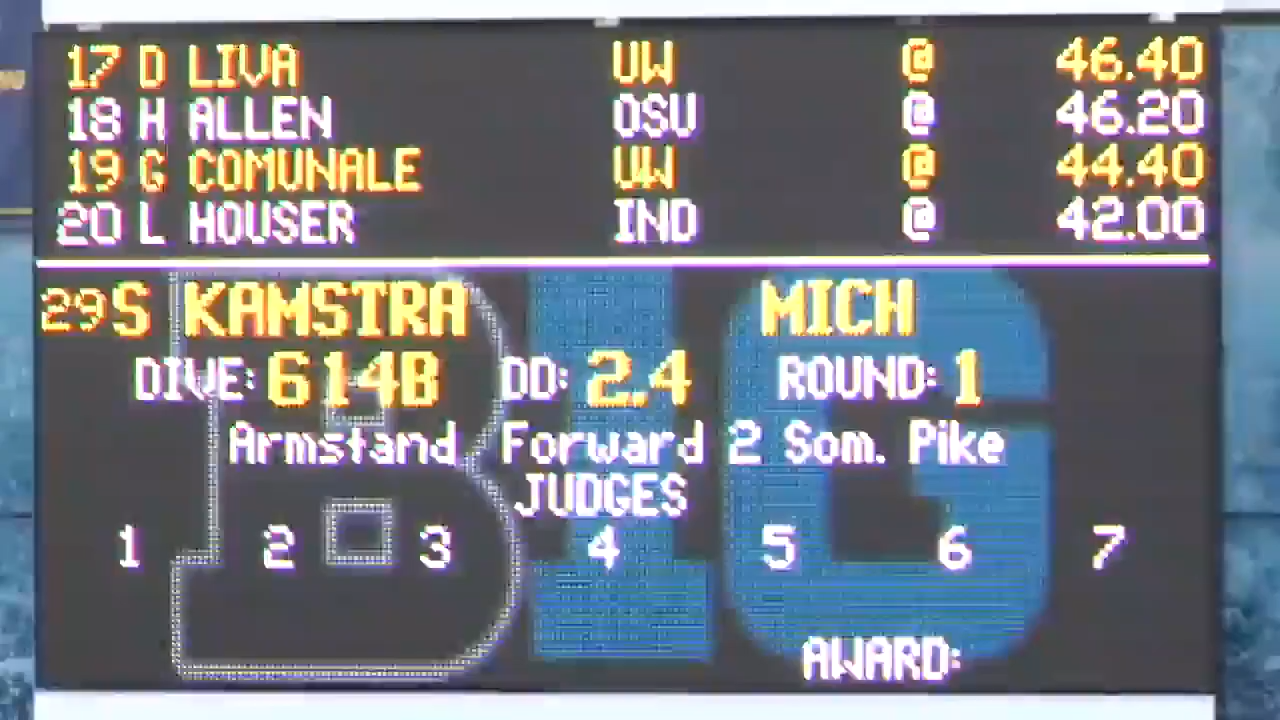 17 D LIVA UW @ 46.40
18 H ALLEN OSU @ 46.20
19 G COMUNALE UW @ 44.40
20 L HOUSER IND @ 42.00
29 S KAMSTRA MICH
DIVE: 614B DD: 2.4 ROUND: 1
Armstand Forward 2 Som. Pike
JUDGES
1 2 3 4 5 6 7
AWARD:
B1G